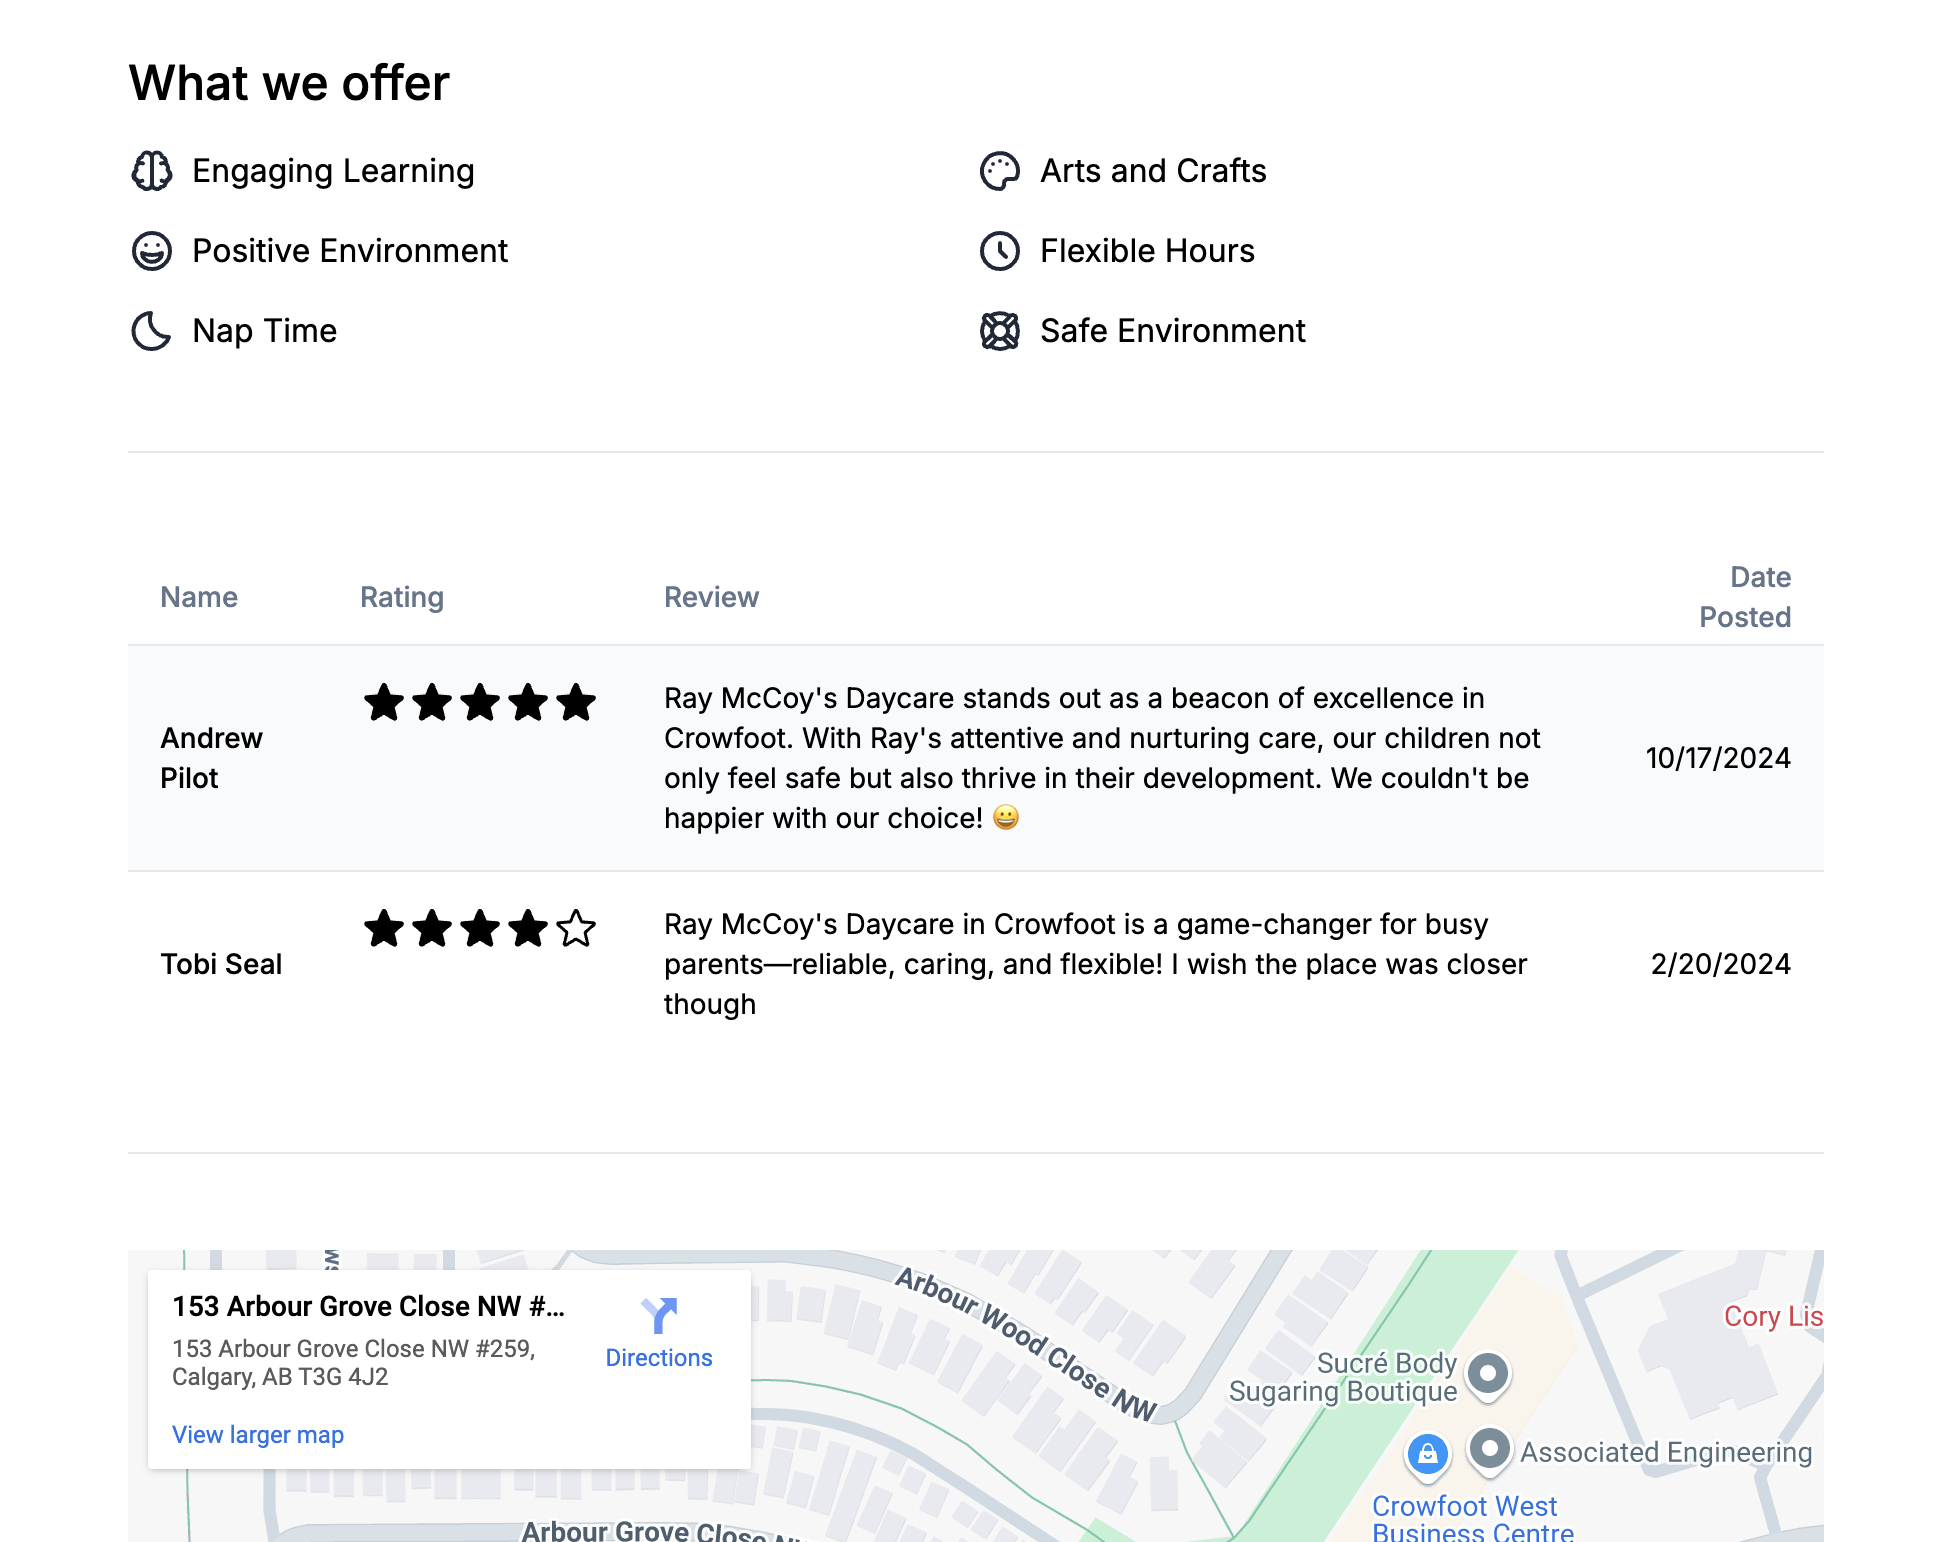 What we offer
Engaging Learning
Arts and Crafts
Positive Environment
Flexible Hours
Nap Time
Safe Environment
Name
Rating
Review
Date
Posted
Andrew
Pilot
Ray McCoy's Daycare stands out as a beacon of excellence in
Crowfoot. With Ray's attentive and nurturing care, our children not
only feel safe but also thrive in their development. We couldn't be
happier with our choice! 😀
10/17/2024
Tobi Seal
Ray McCoy's Daycare in Crowfoot is a game-changer for busy
parents—reliable, caring, and flexible! I wish the place was closer
though
2/20/2024
153 Arbour Grove Close NW #...
153 Arbour Grove Close NW #259,
Calgary, AB T3G 4J2
Directions
View larger map
Arbour Wood Close NW
Cory Lis
Sucré Body
Sugaring Boutique
Associated Engineering
Crowfoot West
Business Centre
Arbour Grove Close